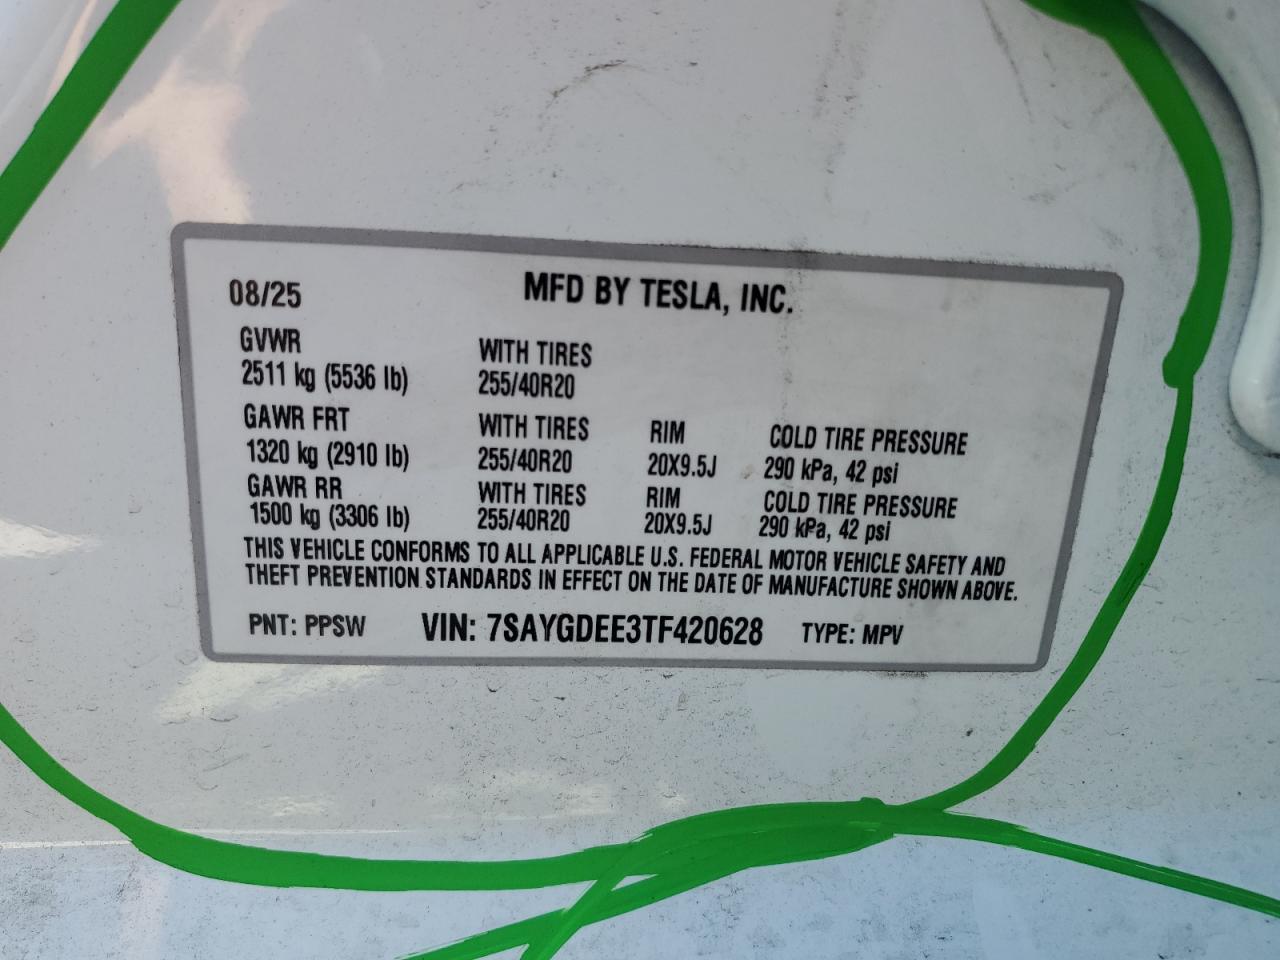 08/25 MFD BY TESLA, INC.
GVWR WITH TIRES
2511 kg (5536 lb) 255/40R20
GAWR FRT WITH TIRES RIM COLD TIRE PRESSURE
1320 kg (2910 lb) 255/40R20 20X9.5J 290 kPa, 42 psi
GAWR RR WITH TIRES RIM COLD TIRE PRESSURE
1500 kg (3306 lb) 255/40R20 20X9.5J 290 kPa, 42 psi
THIS VEHICLE CONFORMS TO ALL APPLICABLE U.S. FEDERAL MOTOR VEHICLE SAFETY AND
THEFT PREVENTION STANDARDS IN EFFECT ON THE DATE OF MANUFACTURE SHOWN ABOVE.
PNT: PPSW VIN: 7SAYGDEE3TF420628 TYPE: MPV